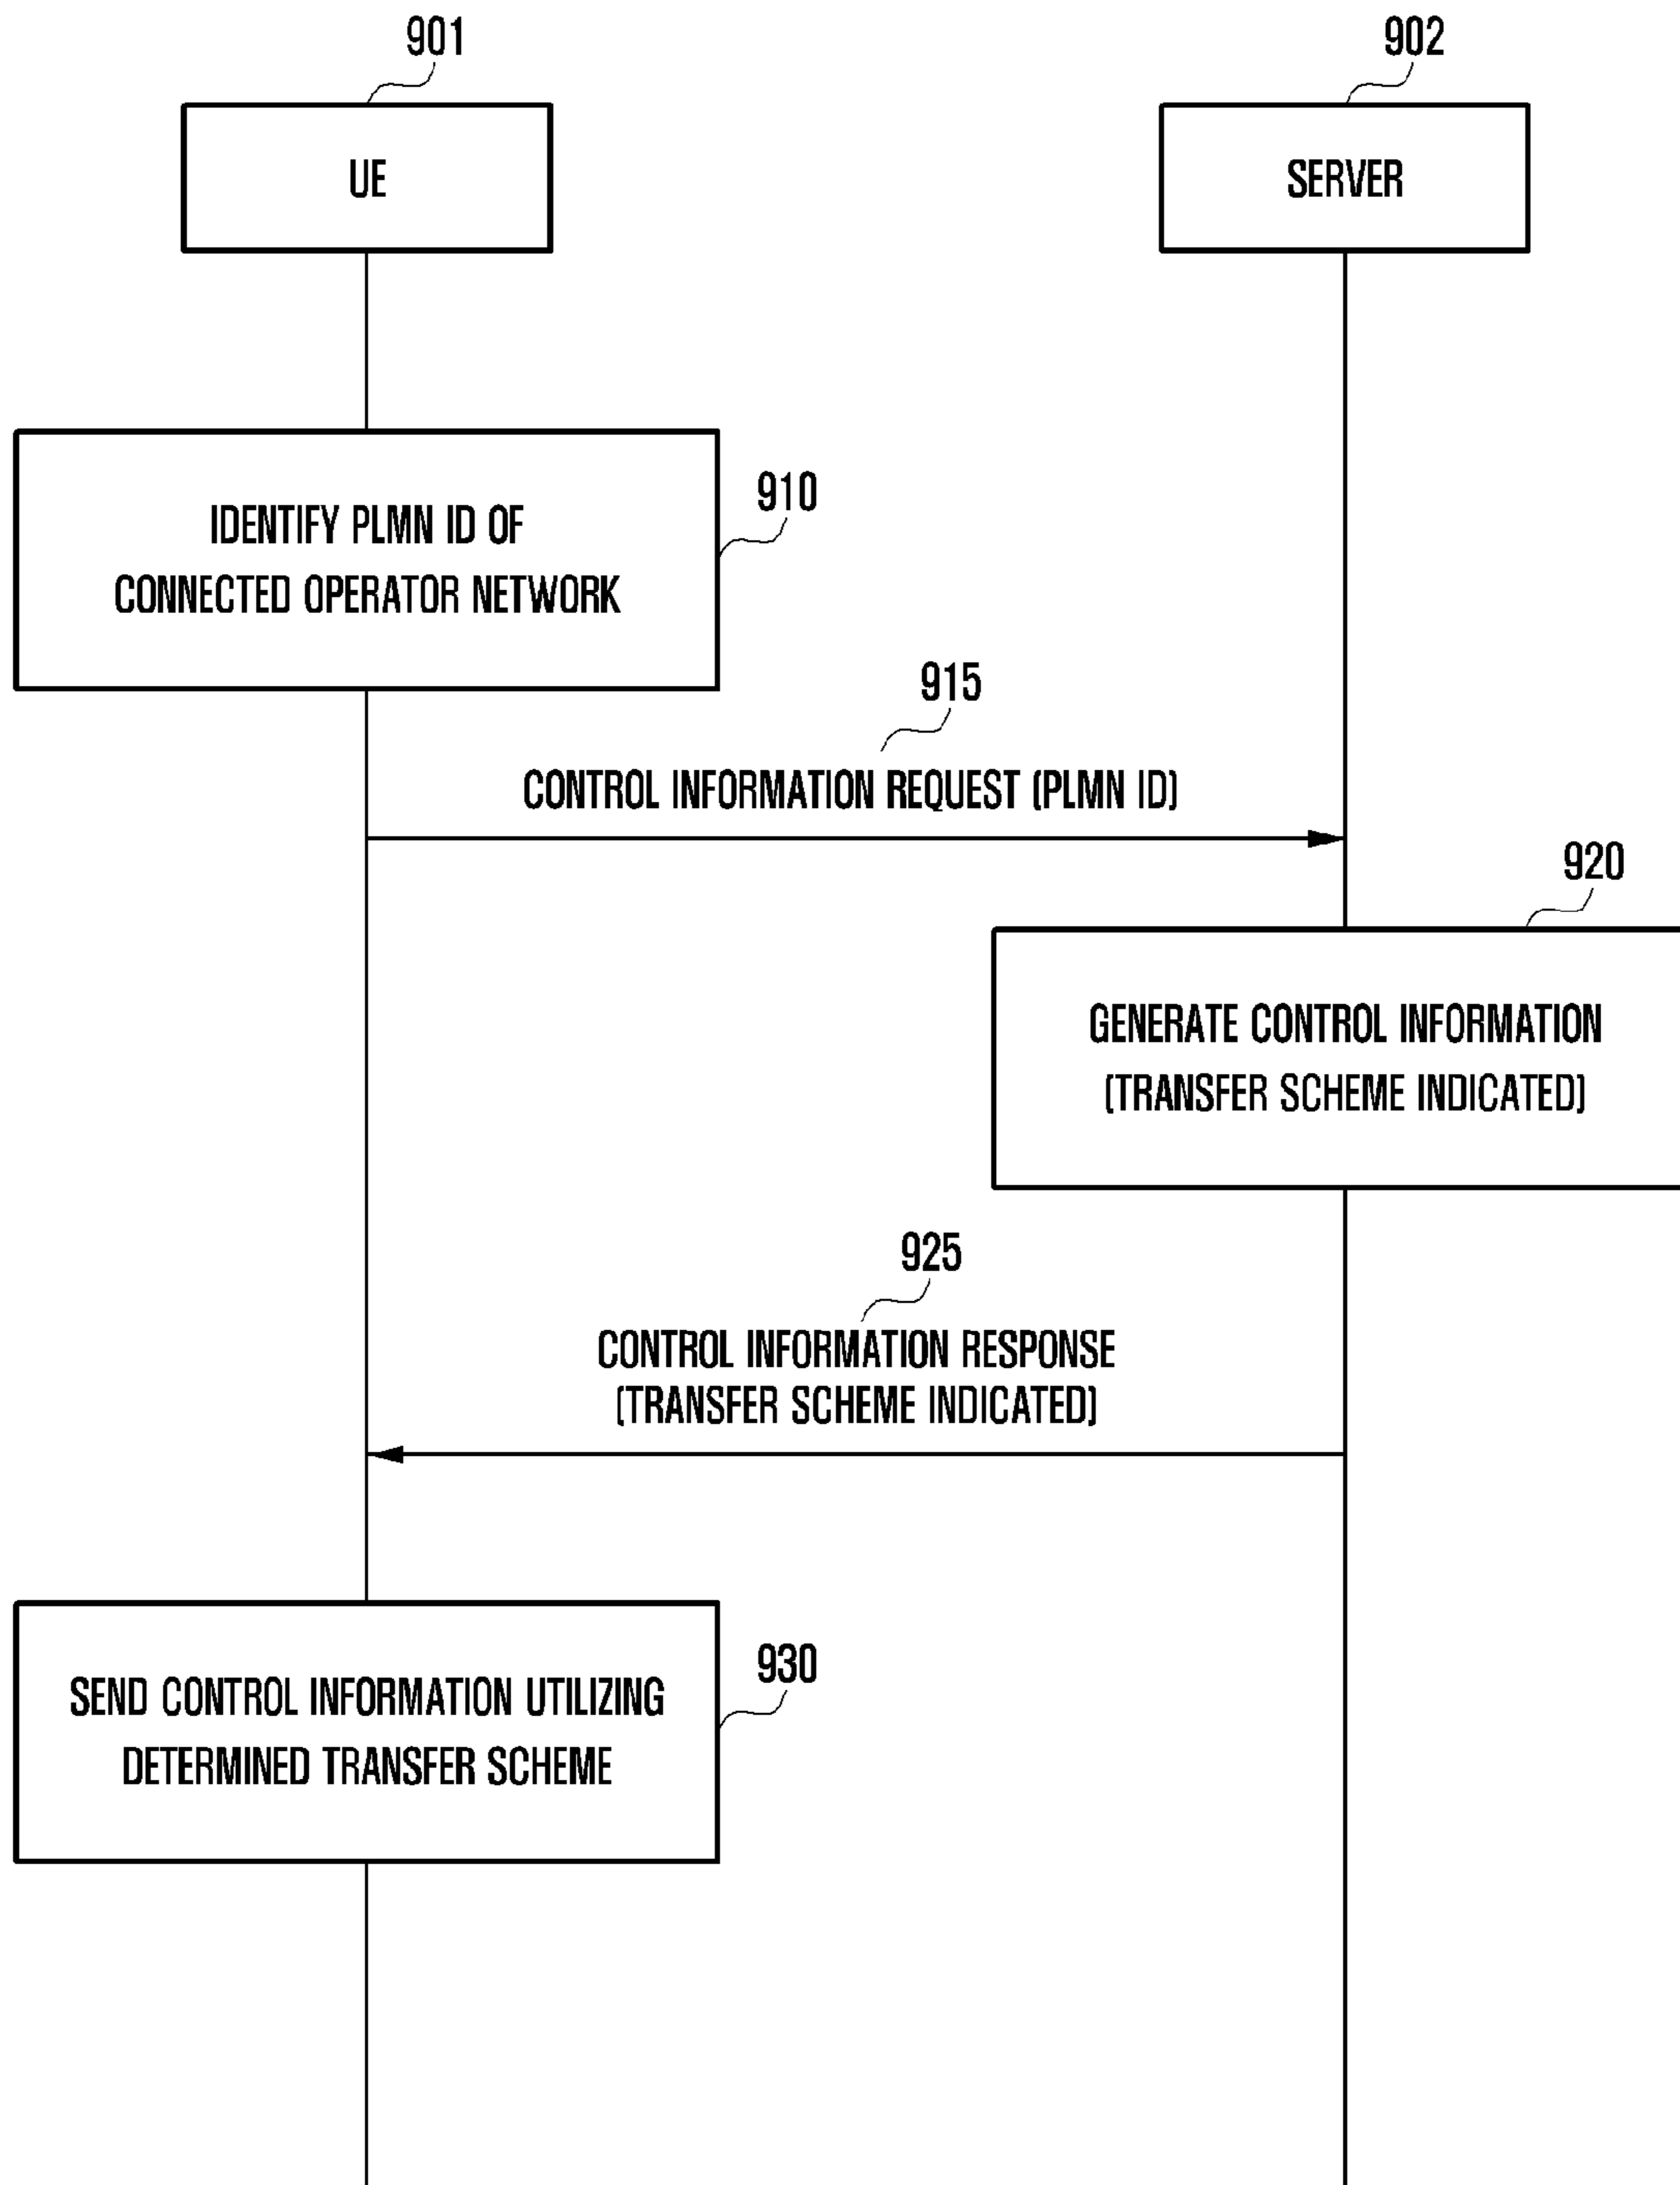 901
902
UE
SERVER
910
IDENTIFY PLMN ID OF
CONNECTED OPERATOR NETWORK
915
CONTROL INFORMATION REQUEST (PLMN ID)
920
GENERATE CONTROL INFORMATION
(TRANSFER SCHEME INDICATED)
925
CONTROL INFORMATION RESPONSE
(TRANSFER SCHEME INDICATED)
930
SEND CONTROL INFORMATION UTILIZING
DETERMINED TRANSFER SCHEME